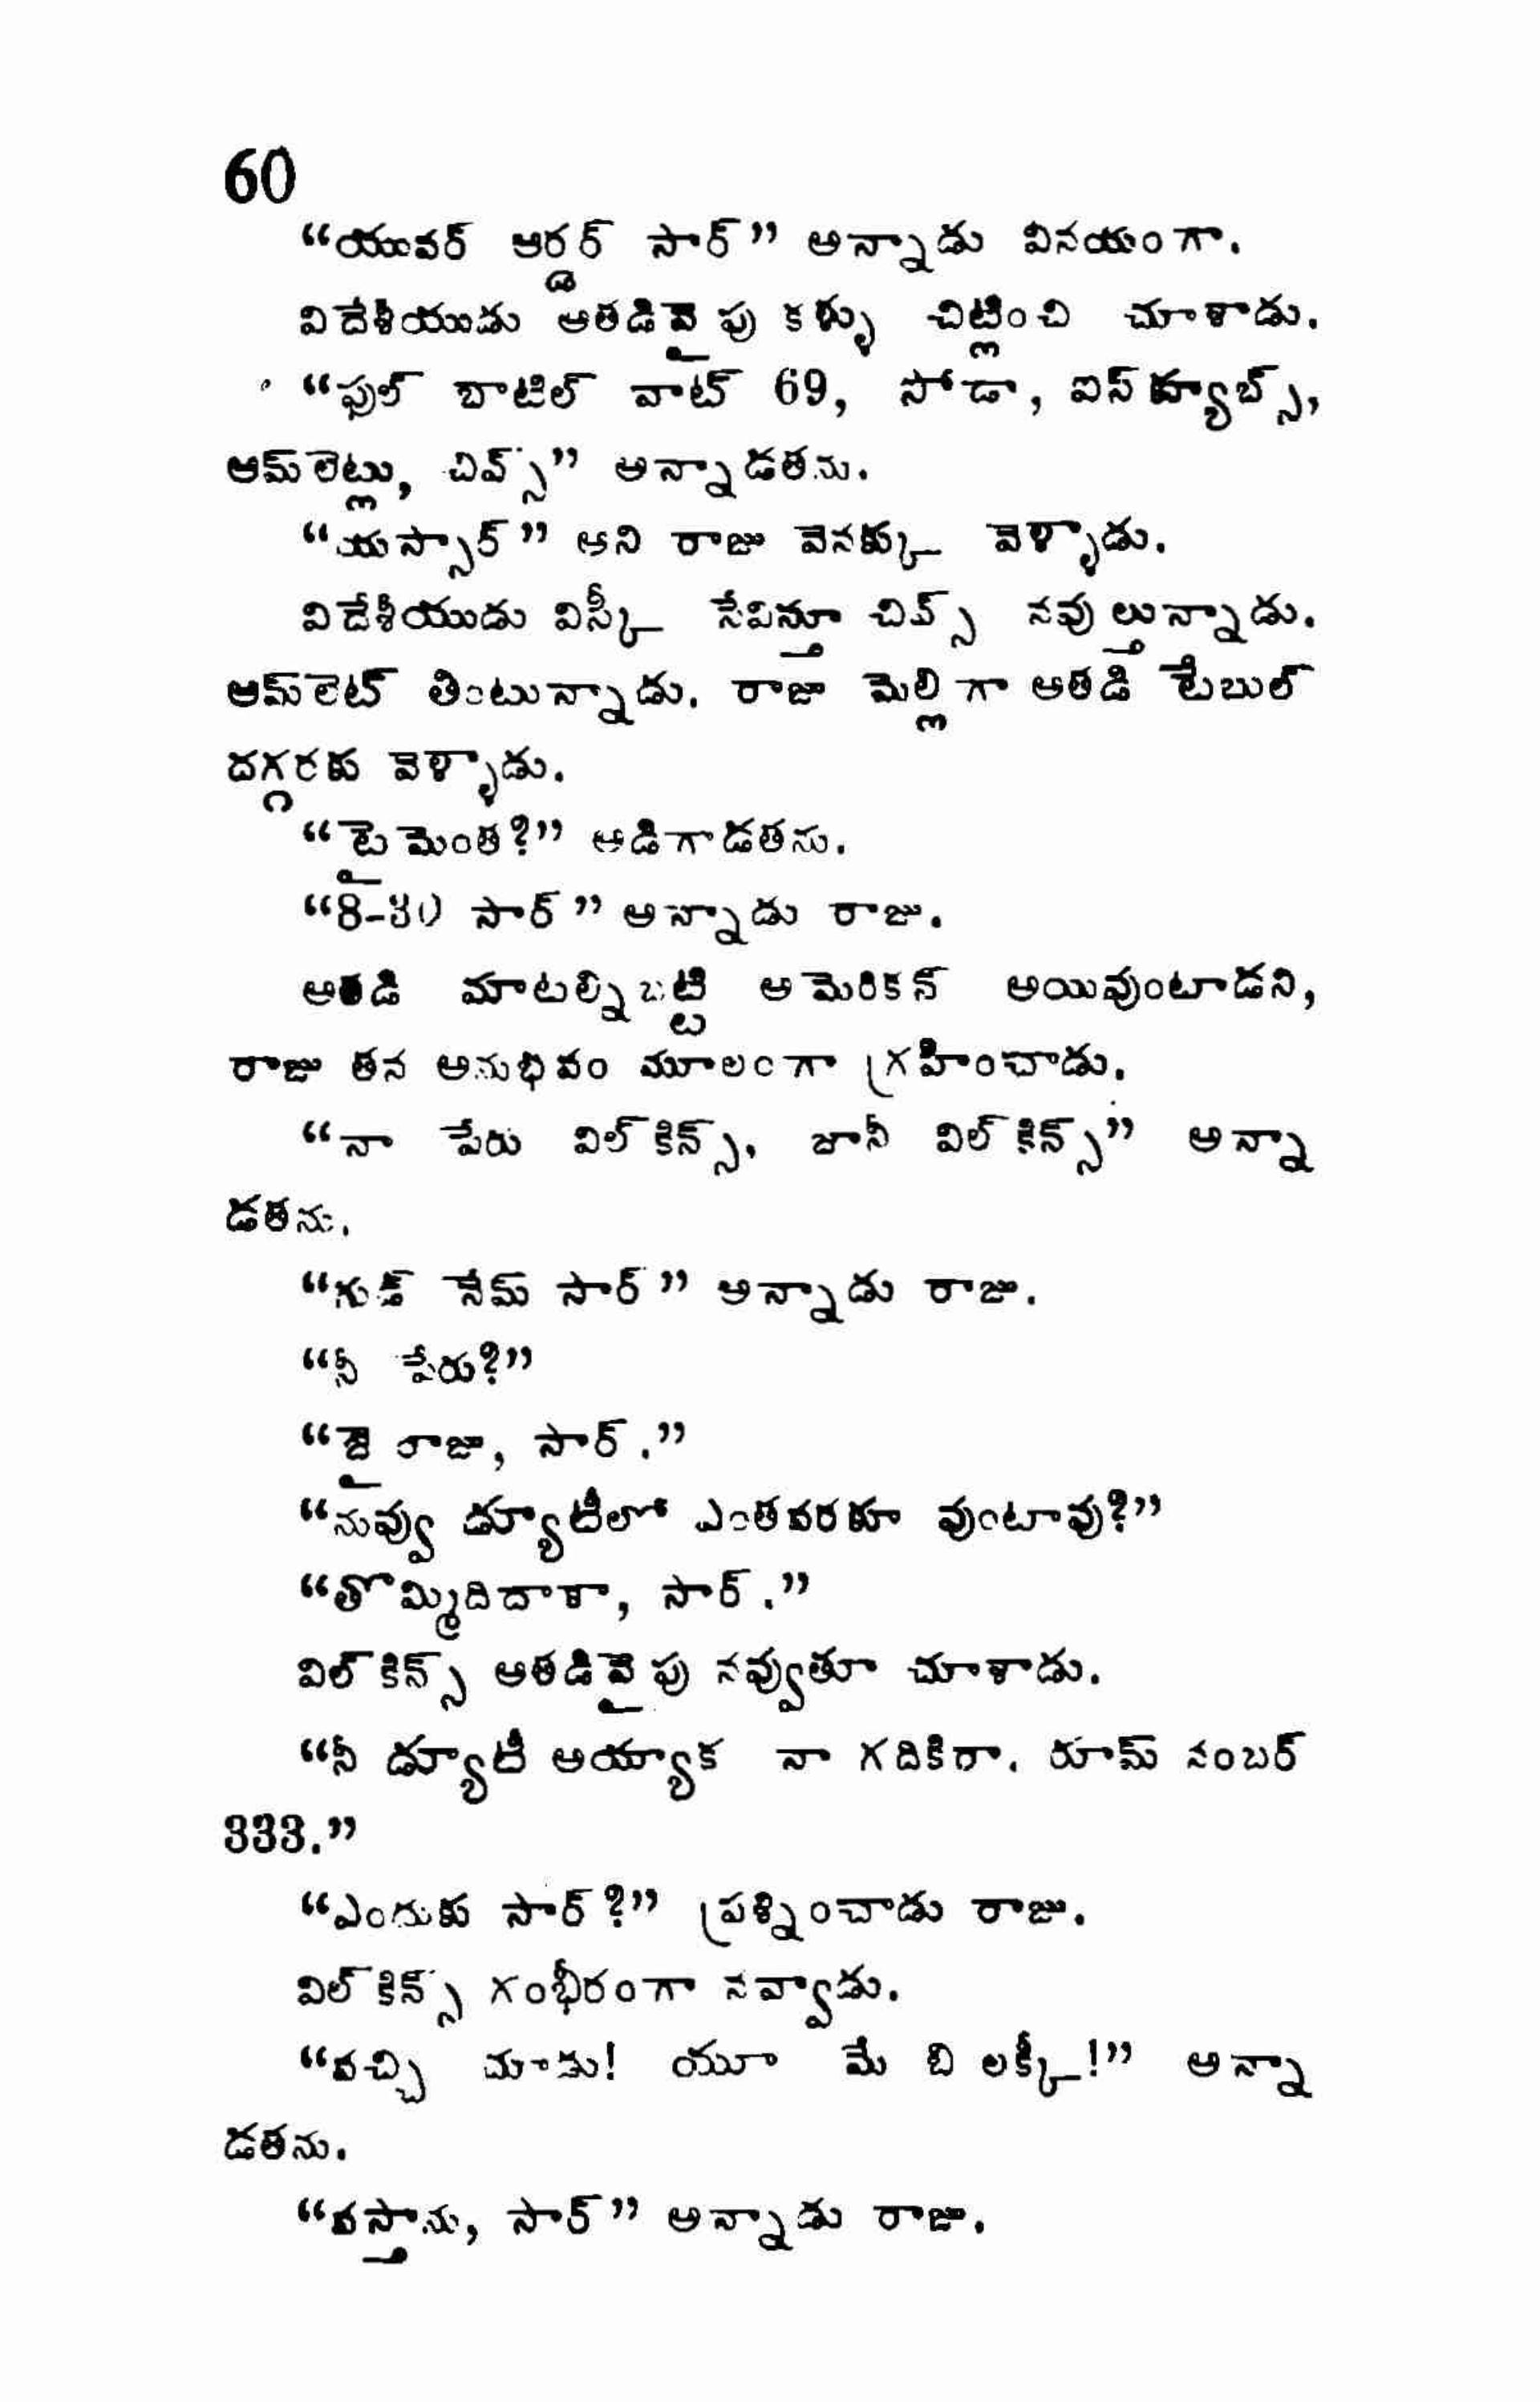 60
“యువర్ ఆర్డర్ సార్” అన్నాడు వినయంగా.
విదేశీయుడు అతడివైపు కళ్ళు చిట్లించి చూశాడు.
“ఫుల్ బాటిల్ వాట్ 69, సోడా, ఐస్ క్యూబ్స్,
ఆమ్ లెట్లు, చివ్స్” అన్నాడతను.
“యస్సార్” అని రాజు వెనక్కు వెళ్ళాడు.
విదేశీయుడు విస్కీ సేవిస్తూ చివ్స్ నవుల్తున్నాడు.
ఆమ్ లెట్ తింటున్నాడు. రాజు మెల్లిగా అతడి టేబుల్
దగ్గరకు వెళ్ళాడు.
“టైమెంత?” అడిగాడతను.
“8-30 సార్” అన్నాడు రాజు.
అతడి మాటల్నిబట్టి అమెరికన్ అయివుంటాడని,
రాజు తన అనుభవం మూలంగా గ్రహించాడు.
“నా పేరు విల్ కిన్స్, జానీ విల్ కిన్స్” అన్నా
డతను.
“గుడ్ నేమ్ సార్” అన్నాడు రాజు.
“నీ పేరు?”
“జైరాజు, సార్.”
“నువ్వు డ్యూటీలో ఎంతవరకూ వుంటావు?”
“తొమ్మిదిదాకా, సార్.”
విల్ కిన్స్ అతడివైపు నవ్వుతూ చూశాడు.
“నీ డ్యూటీ అయ్యాక నా గదికిరా. రూమ్ నంబర్
333.”
“ఎందుకు సార్?” ప్రశ్నించాడు రాజు.
విల్ కిన్స్ గంభీరంగా నవ్వాడు.
“వచ్చి చూడు! యూ మే బి లక్కీ!” అన్నా
డతను.
“వస్తాను, సార్” అన్నాడు రాజు.